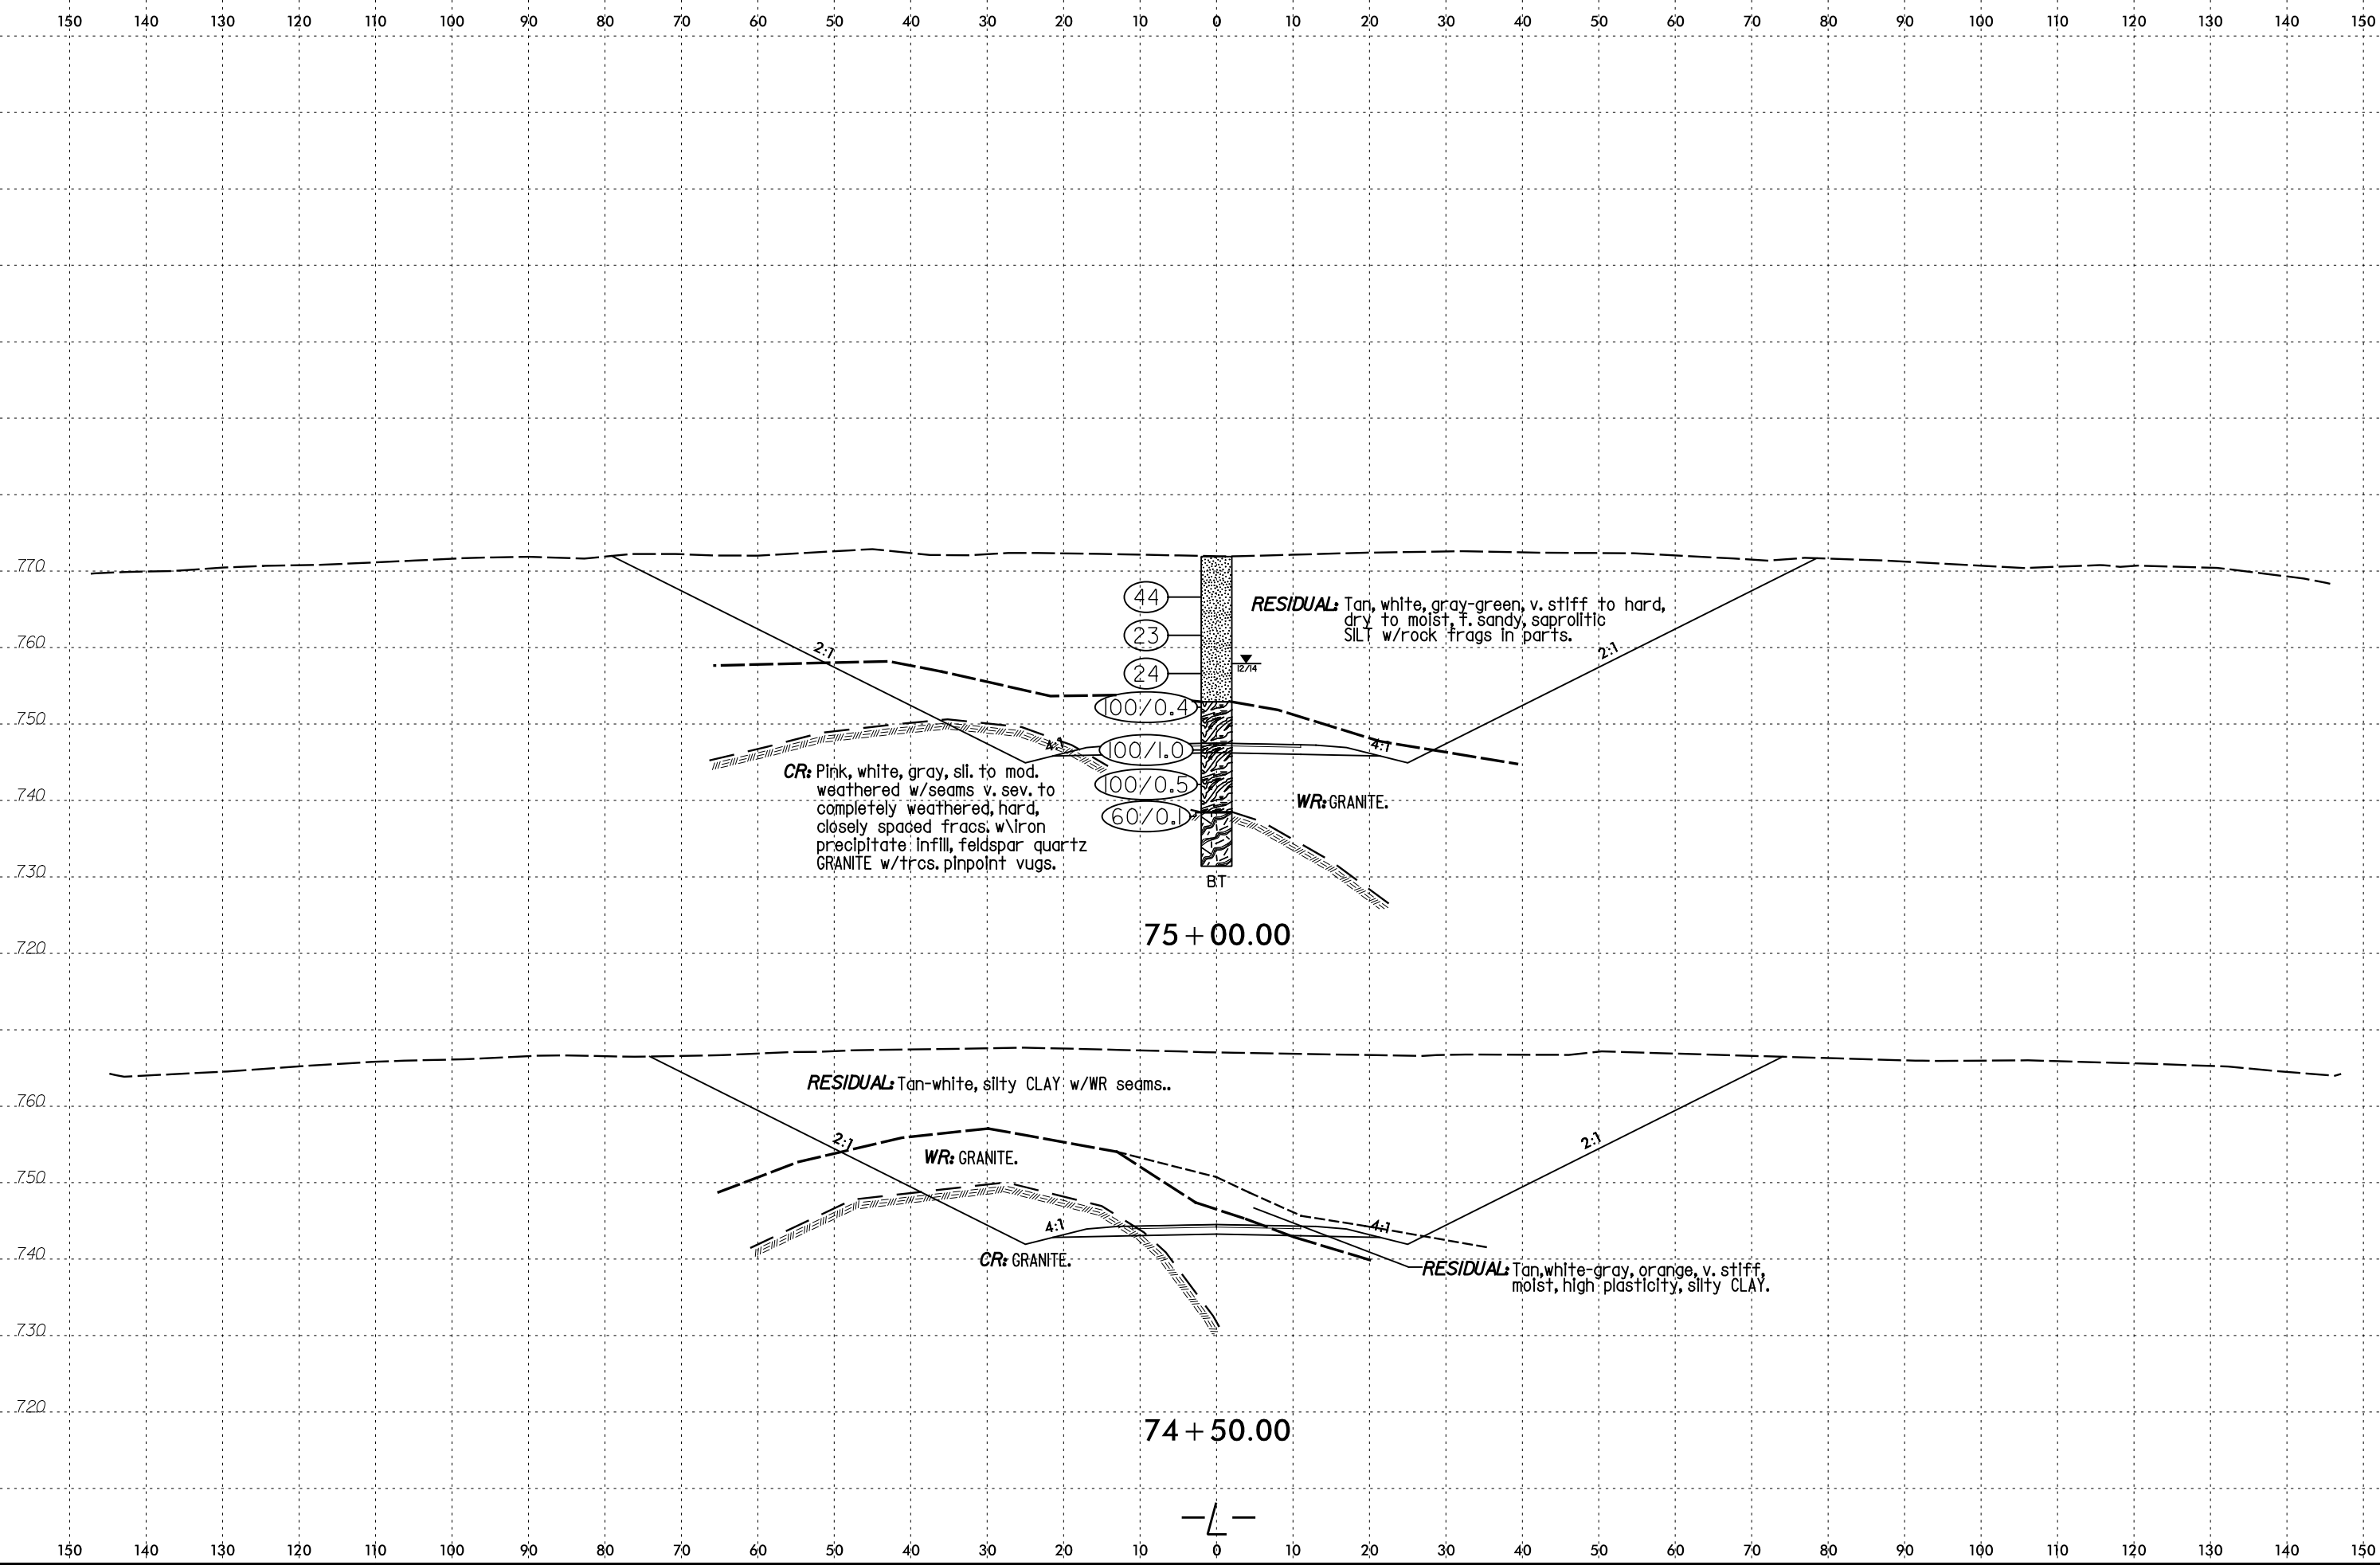 150 140 130 120 110 100 90 80 70 60 50 40 30 20 10 0 10 20 30 40 50 60 70 80 90 100 110 120 130 140 150
770
44
RESIDUAL: Tan, white, gray-green, v. stiff to hard,
dry to moist, f. sandy, saprolitic
SILT w/rock frags in parts.
23
760
2:1
2:1
12/14
24
100/0.4
750
4:1
100/1.0
4:1
CR: Pink, white, gray, sli. to mod.
weathered w/seams v. sev. to
completely weathered, hard,
closely spaced fracs. w\iron
precipitate infill, feldspar quartz
GRANITE w/trcs. pinpoint vugs.
100/0.5
740
WR: GRANITE.
60/0.1
730
BT
75+00.00
720
RESIDUAL: Tan-white, silty CLAY w/WR seams..
760
2:1
2:1
WR: GRANITE.
750
4:1
4:1
740
CR: GRANITE.
RESIDUAL: Tan,white-gray, orange, v. stiff,
moist, high plasticity, silty CLAY.
730
720
74+50.00
-L-
150 140 130 120 110 100 90 80 70 60 50 40 30 20 10 0 10 20 30 40 50 60 70 80 90 100 110 120 130 140 150